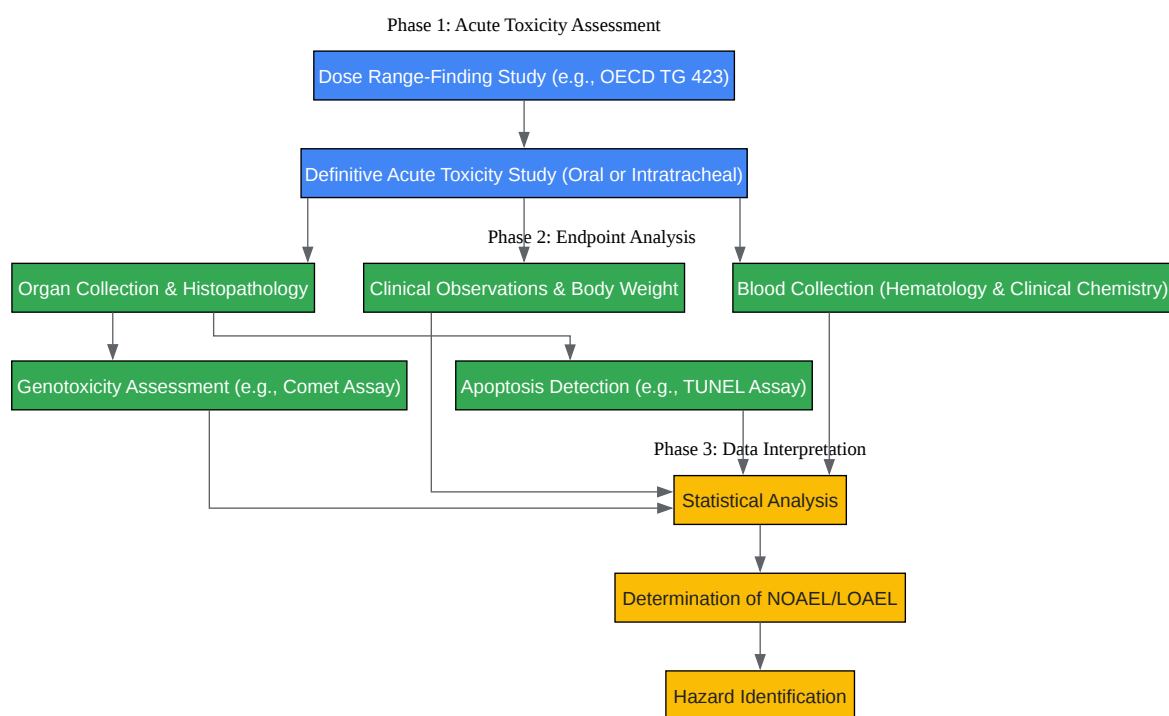 Phase 1: Acute Toxicity Assessment
Dose Range-Finding Study (e.g., OECD TG 423)
Definitive Acute Toxicity Study (Oral or Intratracheal)
Phase 2: Endpoint Analysis
Organ Collection & Histopathology
Clinical Observations & Body Weight
Blood Collection (Hematology & Clinical Chemistry)
Genotoxicity Assessment (e.g., Comet Assay)
Apoptosis Detection (e.g., TUNEL Assay)
Phase 3: Data Interpretation
Statistical Analysis
Determination of NOAEL/LOAEL
Hazard Identification